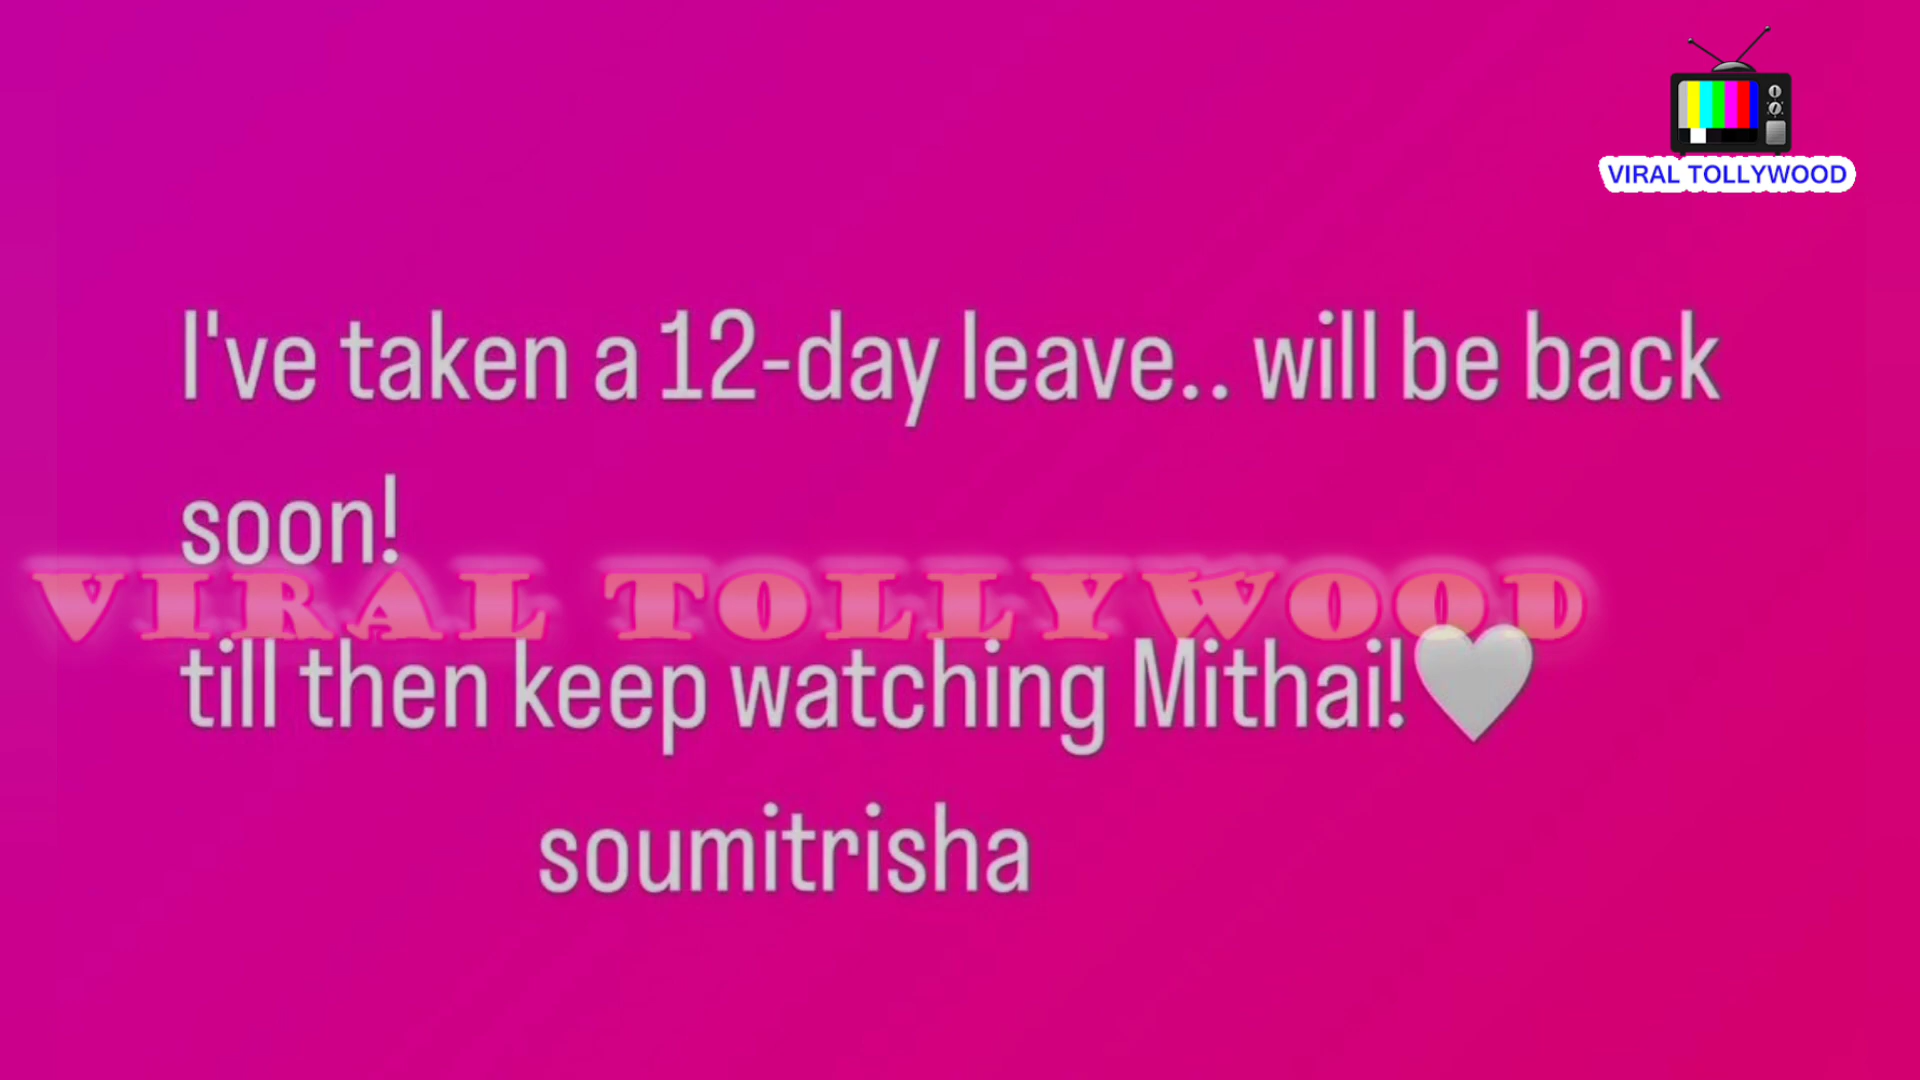 VIRAL TOLLYWOOD
I've taken a 12-day leave.. will be back
soon!
VIRAL TOLLYWOOD
till then keep watching Mithai!🤍
soumitrisha